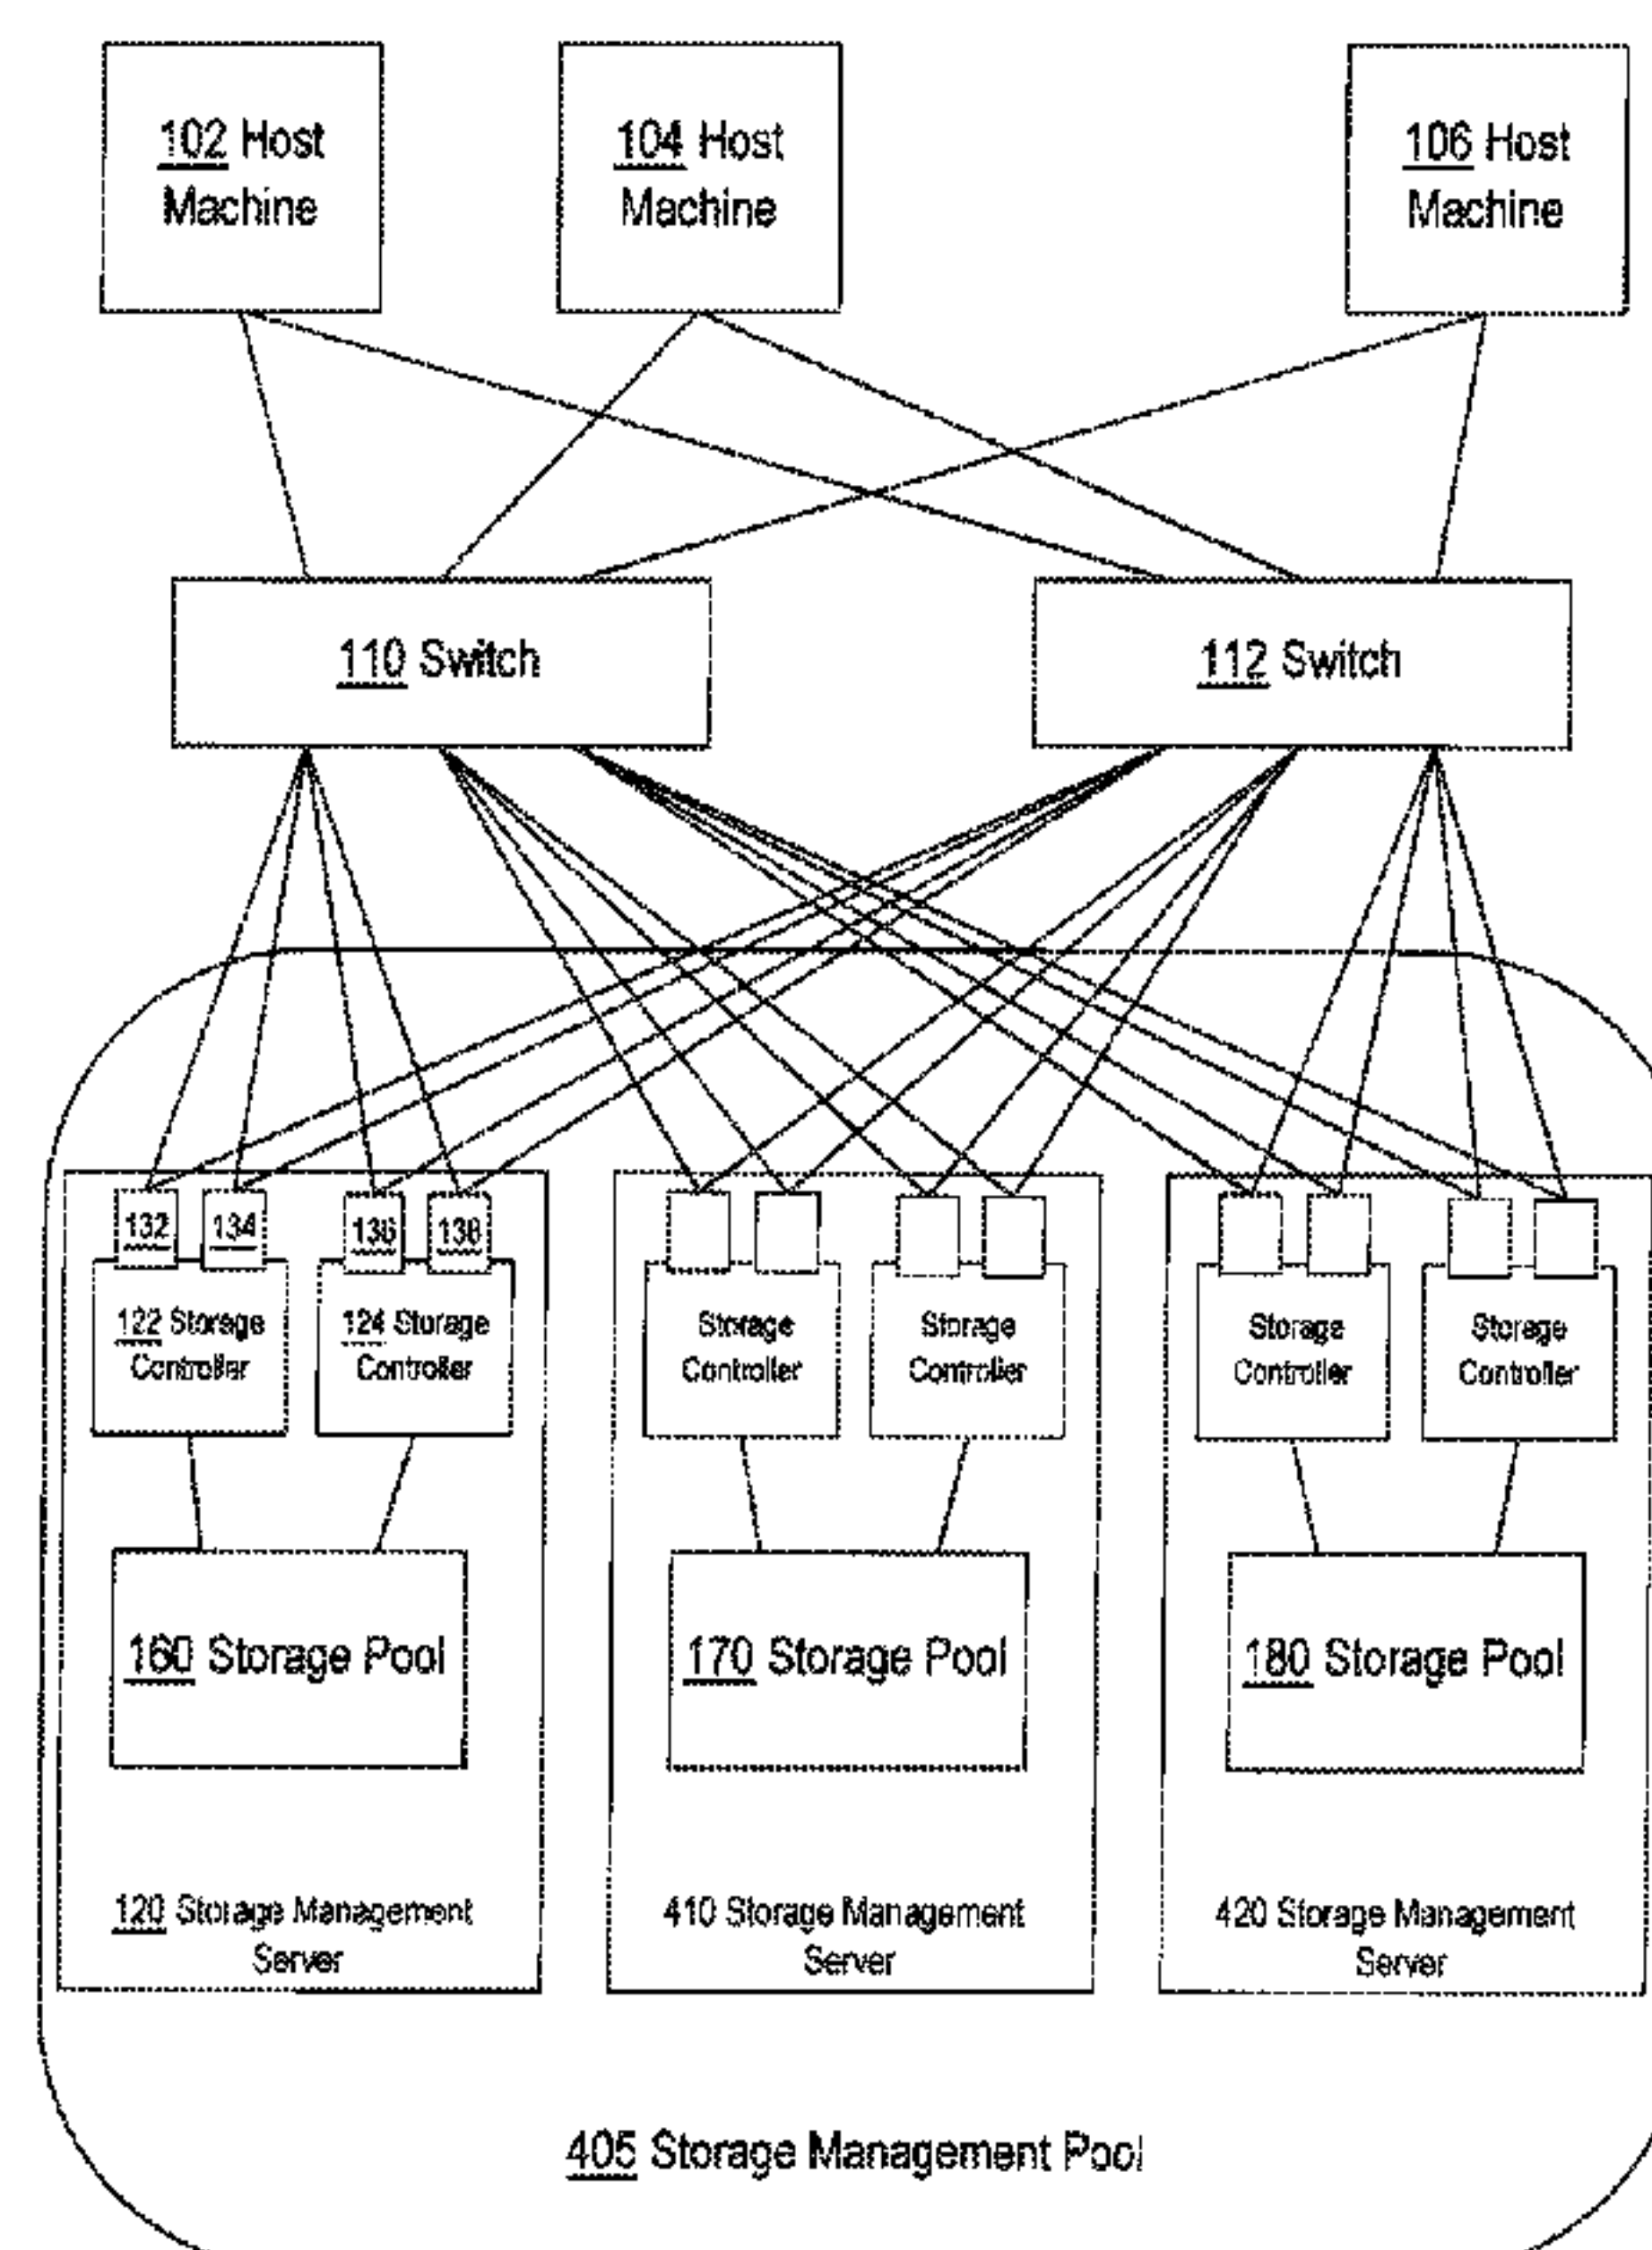 102 Host
Machine
104 Host
Machine
106 Host
Machine
110 Switch
112 Switch
132
134
136
138
122 Storage
Controller
124 Storage
Controller
Storage
Controller
Storage
Controller
Storage
Controller
Storage
Controller
160 Storage Pool
170 Storage Pool
180 Storage Pool
120 Storage Management
Server
410 Storage Management
Server
420 Storage Management
Server
405 Storage Management Pool